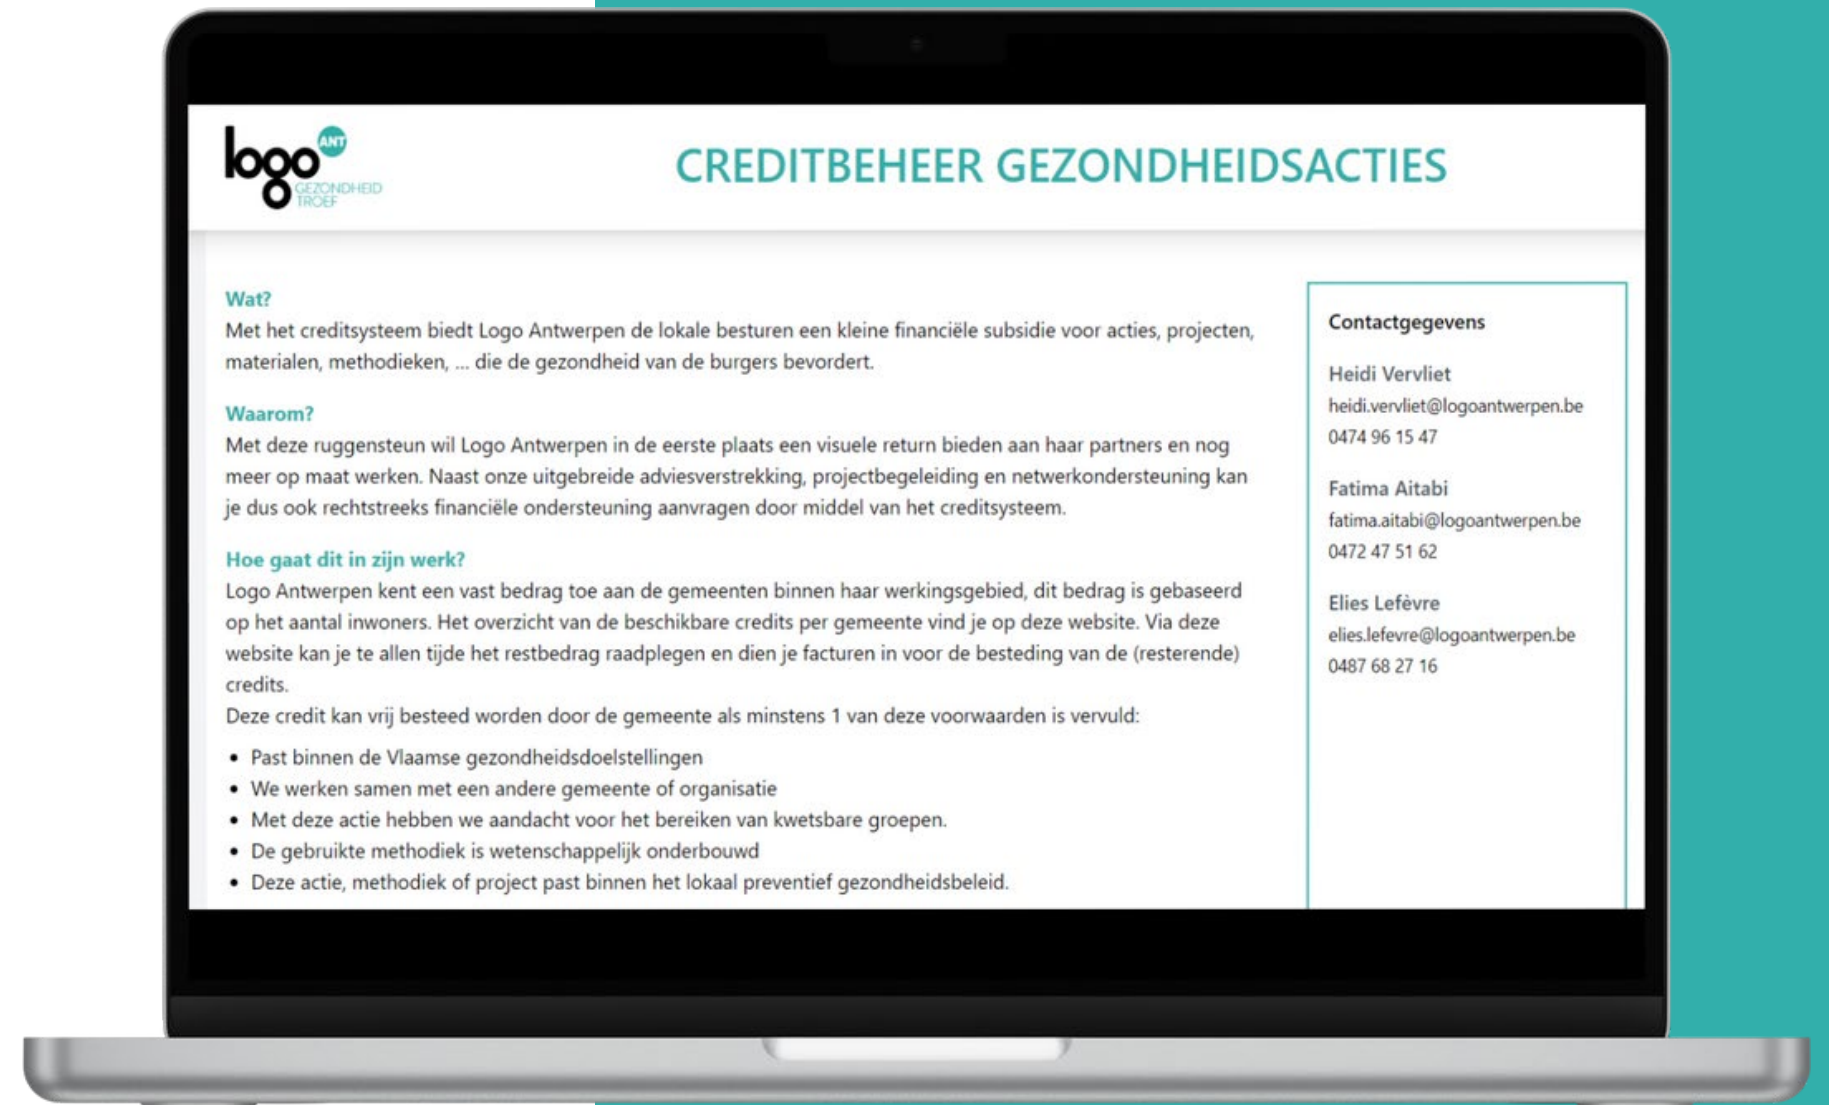 logo ANT
GEZONDHEID
TROEF
CREDITBEHEER GEZONDHEIDSACTIES
Wat?
Met het creditsysteem biedt Logo Antwerpen de lokale besturen een kleine financiële subsidie voor acties, projecten,
materialen, methodieken, ... die de gezondheid van de burgers bevordert.
Waarom?
Met deze ruggensteun wil Logo Antwerpen in de eerste plaats een visuele return bieden aan haar partners en nog
meer op maat werken. Naast onze uitgebreide adviesverstrekking, projectbegeleiding en netwerkondersteuning kan
je dus ook rechtstreeks financiële ondersteuning aanvragen door middel van het creditsysteem.
Hoe gaat dit in zijn werk?
Logo Antwerpen kent een vast bedrag toe aan de gemeenten binnen haar werkingsgebied, dit bedrag is gebaseerd
op het aantal inwoners. Het overzicht van de beschikbare credits per gemeente vind je op deze website. Via deze
website kan je te allen tijde het restbedrag raadplegen en dien je facturen in voor de besteding van de (resterende)
credits.
Deze credit kan vrij besteed worden door de gemeente als minstens 1 van deze voorwaarden is vervuld:
• Past binnen de Vlaamse gezondheidsdoelstellingen
• We werken samen met een andere gemeente of organisatie
• Met deze actie hebben we aandacht voor het bereiken van kwetsbare groepen.
• De gebruikte methodiek is wetenschappelijk onderbouwd
• Deze actie, methodiek of project past binnen het lokaal preventief gezondheidsbeleid.
Contactgegevens
Heidi Vervliet
heidi.vervliet@logoantwerpen.be
0474 96 15 47
Fatima Aitabi
fatima.aitabi@logoantwerpen.be
0472 47 51 62
Elies Lefèvre
elies.lefevre@logoantwerpen.be
0487 68 27 16